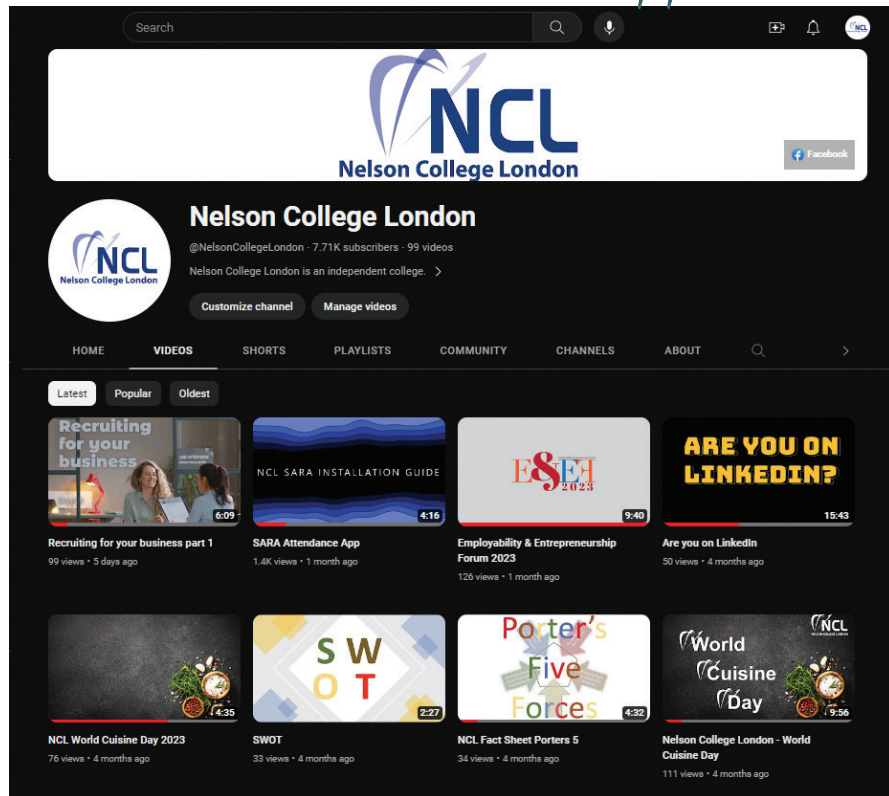 Search
NCL
Nelson College London
Facebook
NCL
Nelson College London
Nelson College London
@NelsonCollegeLondon · 7.71K subscribers · 99 videos
Nelson College London is an independent college.
Customize channel
Manage videos
HOME VIDEOS SHORTS PLAYLISTS COMMUNITY CHANNELS ABOUT
Latest Popular Oldest
Recruiting
for your
business
JOB INTERVIEW
6:09
NCL SARA INSTALLATION GUIDE
4:16
E&EF
2023
9:40
ARE YOU ON
LINKEDIN?
15:43
Recruiting for your business part 1
99 views • 5 days ago
SARA Attendance App
1.4K views • 1 month ago
Employability & Entrepreneurship
Forum 2023
126 views • 1 month ago
Are you on LinkedIn
50 views • 4 months ago
4:35
S W
O T
2:27
Porter's
Five
Forces
4:32
NCL
World
Cuisine
Day
9:56
NCL World Cuisine Day 2023
76 views • 4 months ago
SWOT
33 views • 4 months ago
NCL Fact Sheet Porters 5
34 views • 4 months ago
Nelson College London - World
Cuisine Day
111 views • 4 months ago